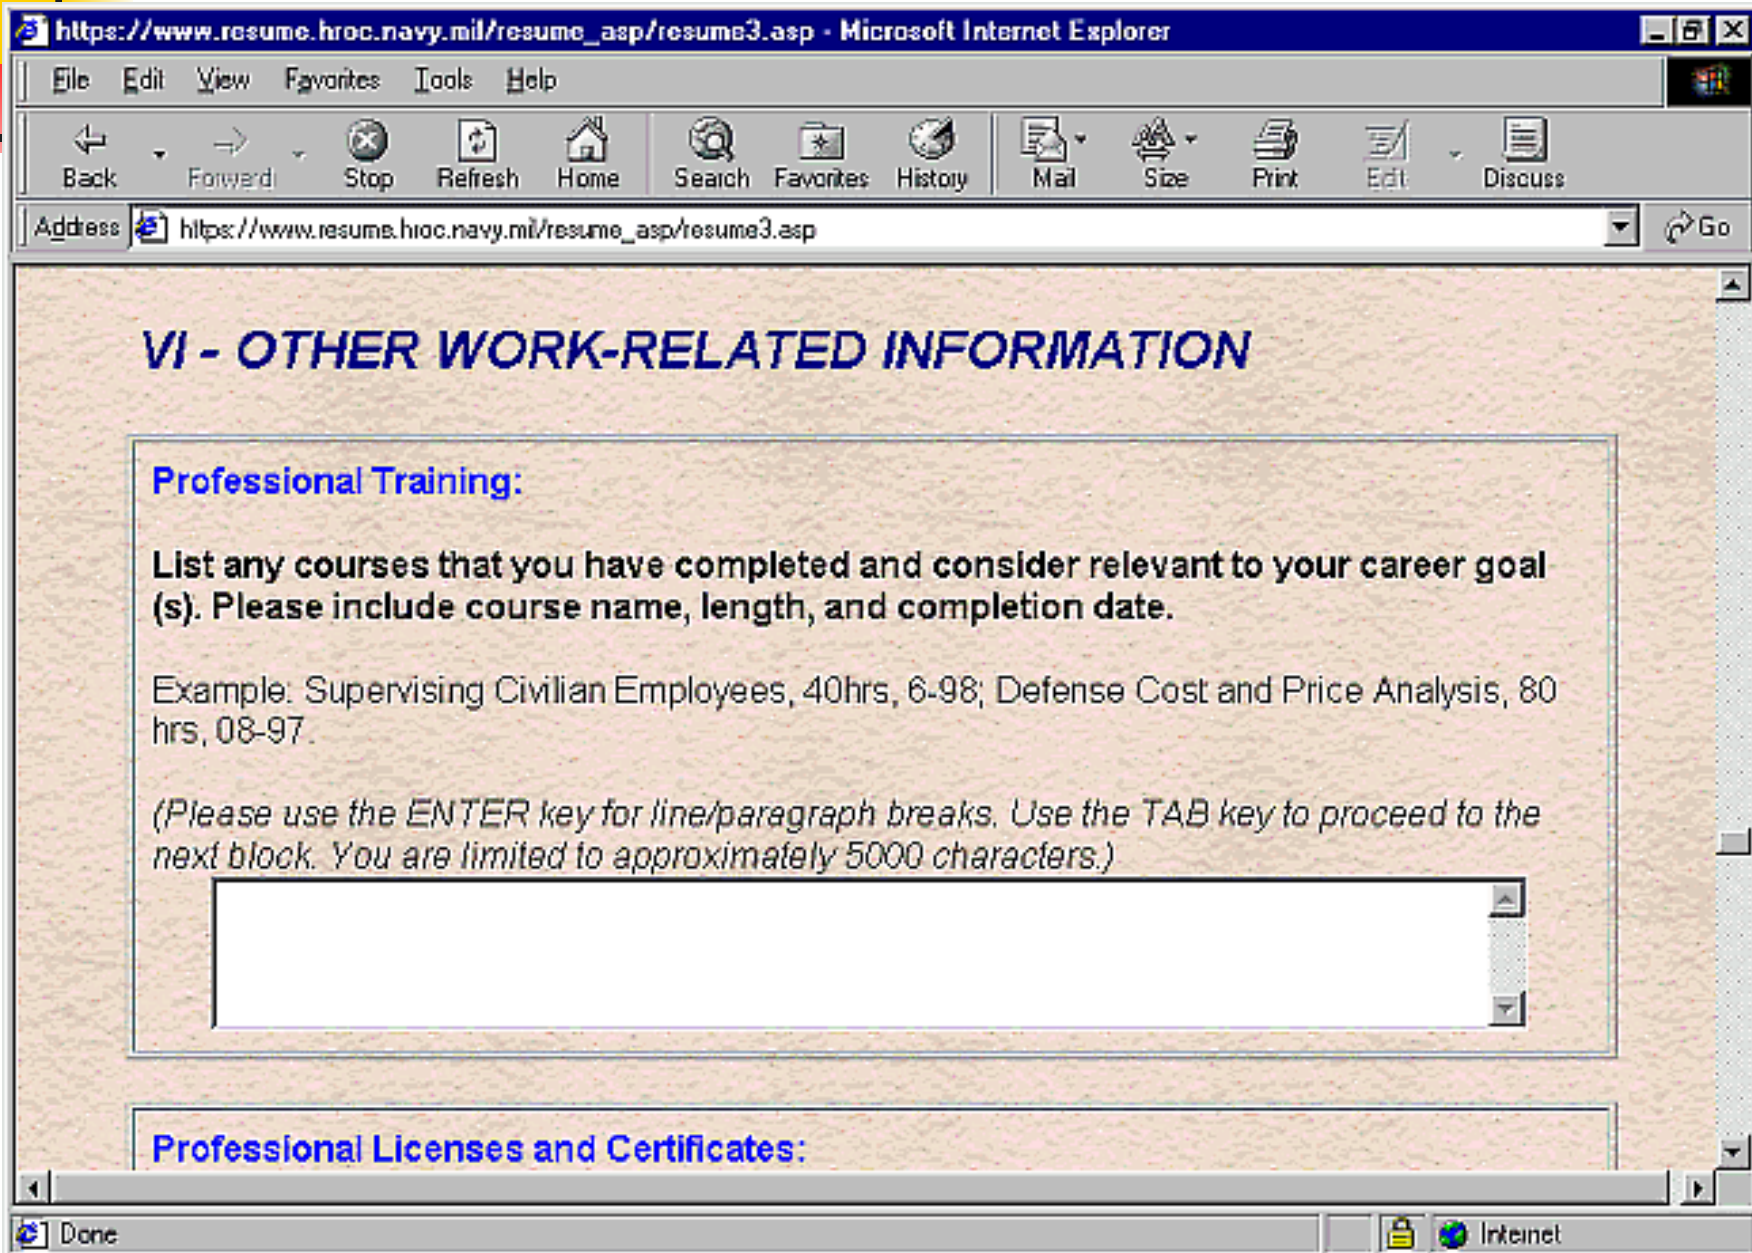 https://www.resume.hroc.navy.mil/resume_asp/resume3.asp - Microsoft Internet Explorer
File Edit View Favorites Tools Help
Back Forward Stop Refresh Home Search Favorites History Mail Size Print Edit Discuss
Address https://www.resume.hroc.navy.mil/resume_asp/resume3.asp Go
VI - OTHER WORK-RELATED INFORMATION
Professional Training:
List any courses that you have completed and consider relevant to your career goal
(s). Please include course name, length, and completion date.
Example: Supervising Civilian Employees, 40hrs, 6-98; Defense Cost and Price Analysis, 80
hrs, 08-97.
(Please use the ENTER key for line/paragraph breaks. Use the TAB key to proceed to the
next block. You are limited to approximately 5000 characters.)
Professional Licenses and Certificates:
Done Internet